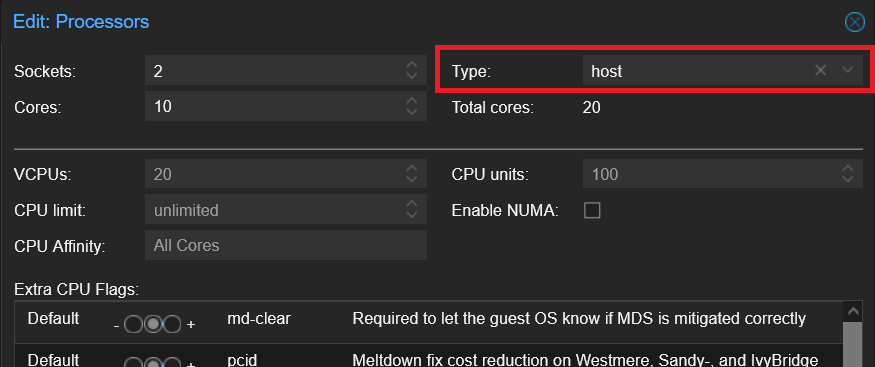 Edit: Processors
Sockets: 2 Type: host
Cores: 10 Total cores: 20
VCPUs: 20 CPU units: 100
CPU limit: unlimited Enable NUMA:
CPU Affinity: All Cores
Extra CPU Flags:
Default - + md-clear Required to let the guest OS know if MDS is mitigated correctly
Default - + pcid Meltdown fix cost reduction on Westmere, Sandy-, and IvyBridge